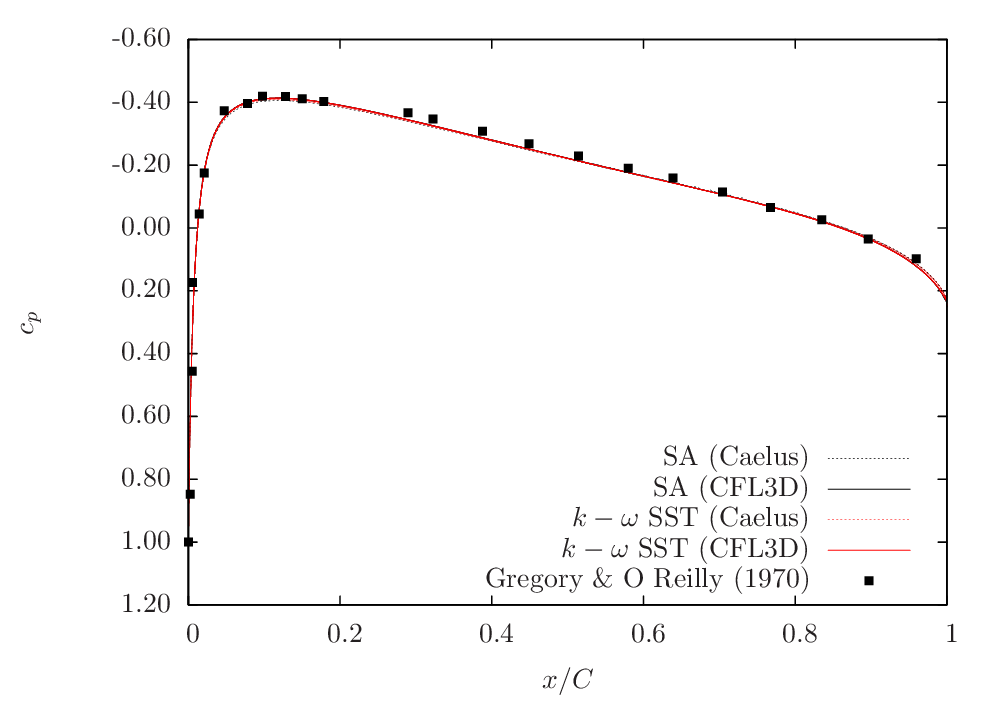 -0.60
-0.40
-0.20
0.00
0.20
0.40
0.60
0.80
1.00
1.20
c_p
SA (Caelus)
SA (CFL3D)
k − ω SST (Caelus)
k − ω SST (CFL3D)
Gregory & O Reilly (1970)
0 0.2 0.4 0.6 0.8 1
x/C